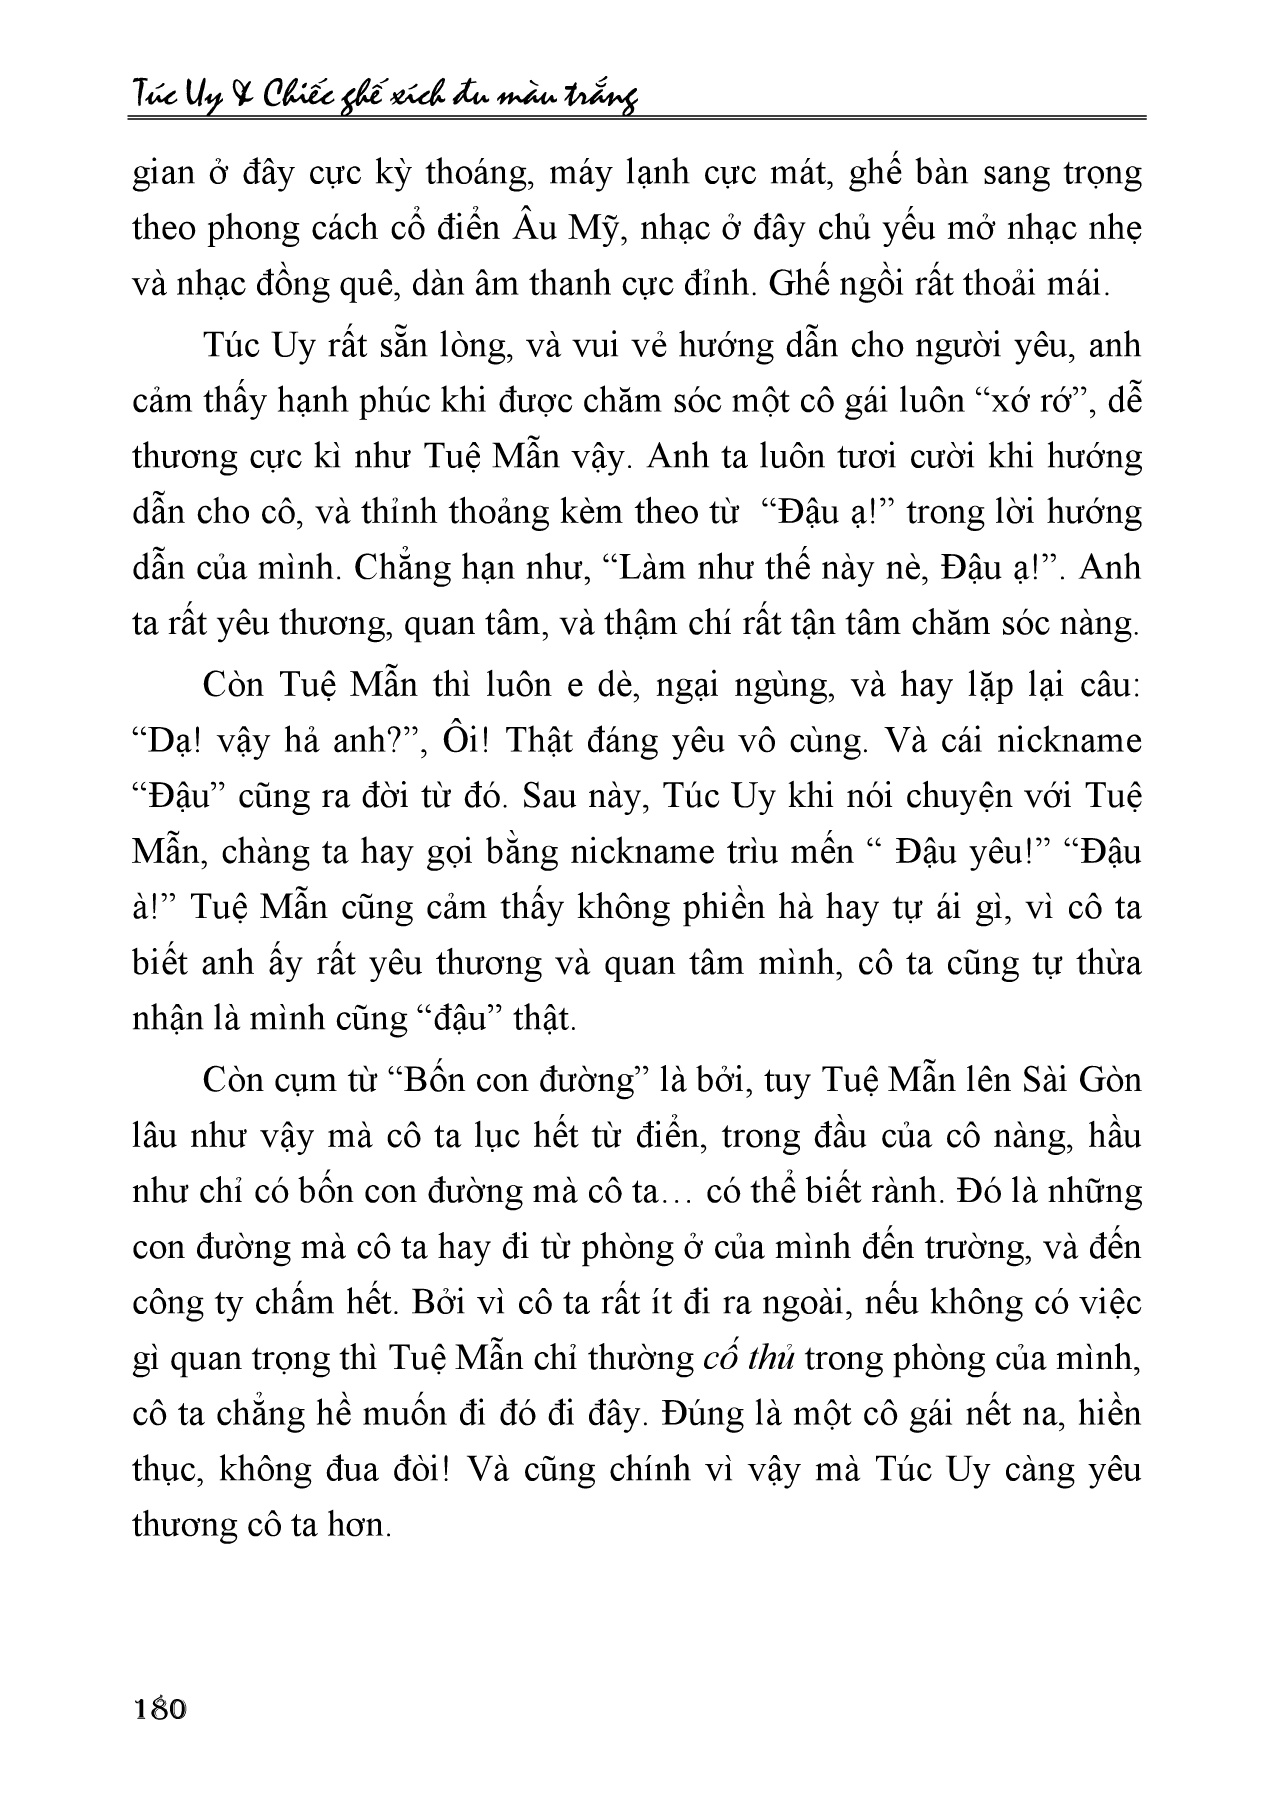 Túc Uy & Chiếc ghế xích đu màu trắng
gian ở đây cực kỳ thoáng, máy lạnh cực mát, ghế bàn sang trọng
theo phong cách cổ điển Âu Mỹ, nhạc ở đây chủ yếu mở nhạc nhẹ
và nhạc đồng quê, dàn âm thanh cực đỉnh. Ghế ngồi rất thoải mái.
Túc Uy rất sẵn lòng, và vui vẻ hướng dẫn cho người yêu, anh
cảm thấy hạnh phúc khi được chăm sóc một cô gái luôn “xớ rớ”, dễ
thương cực kì như Tuệ Mẫn vậy. Anh ta luôn tươi cười khi hướng
dẫn cho cô, và thỉnh thoảng kèm theo từ “Đậu ạ!” trong lời hướng
dẫn của mình. Chẳng hạn như, “Làm như thế này nè, Đậu ạ!”. Anh
ta rất yêu thương, quan tâm, và thậm chí rất tận tâm chăm sóc nàng.
Còn Tuệ Mẫn thì luôn e dè, ngại ngùng, và hay lặp lại câu:
“Dạ! vậy hả anh?”, Ôi! Thật đáng yêu vô cùng. Và cái nickname
“Đậu” cũng ra đời từ đó. Sau này, Túc Uy khi nói chuyện với Tuệ
Mẫn, chàng ta hay gọi bằng nickname trìu mến “ Đậu yêu!” “Đậu
à!” Tuệ Mẫn cũng cảm thấy không phiền hà hay tự ái gì, vì cô ta
biết anh ấy rất yêu thương và quan tâm mình, cô ta cũng tự thừa
nhận là mình cũng “đậu” thật.
Còn cụm từ “Bốn con đường” là bởi, tuy Tuệ Mẫn lên Sài Gòn
lâu như vậy mà cô ta lục hết từ điển, trong đầu của cô nàng, hầu
như chỉ có bốn con đường mà cô ta… có thể biết rành. Đó là những
con đường mà cô ta hay đi từ phòng ở của mình đến trường, và đến
công ty chấm hết. Bởi vì cô ta rất ít đi ra ngoài, nếu không có việc
gì quan trọng thì Tuệ Mẫn chỉ thường cố thủ trong phòng của mình,
cô ta chẳng hề muốn đi đó đi đây. Đúng là một cô gái nết na, hiền
thục, không đua đòi! Và cũng chính vì vậy mà Túc Uy càng yêu
thương cô ta hơn.
180